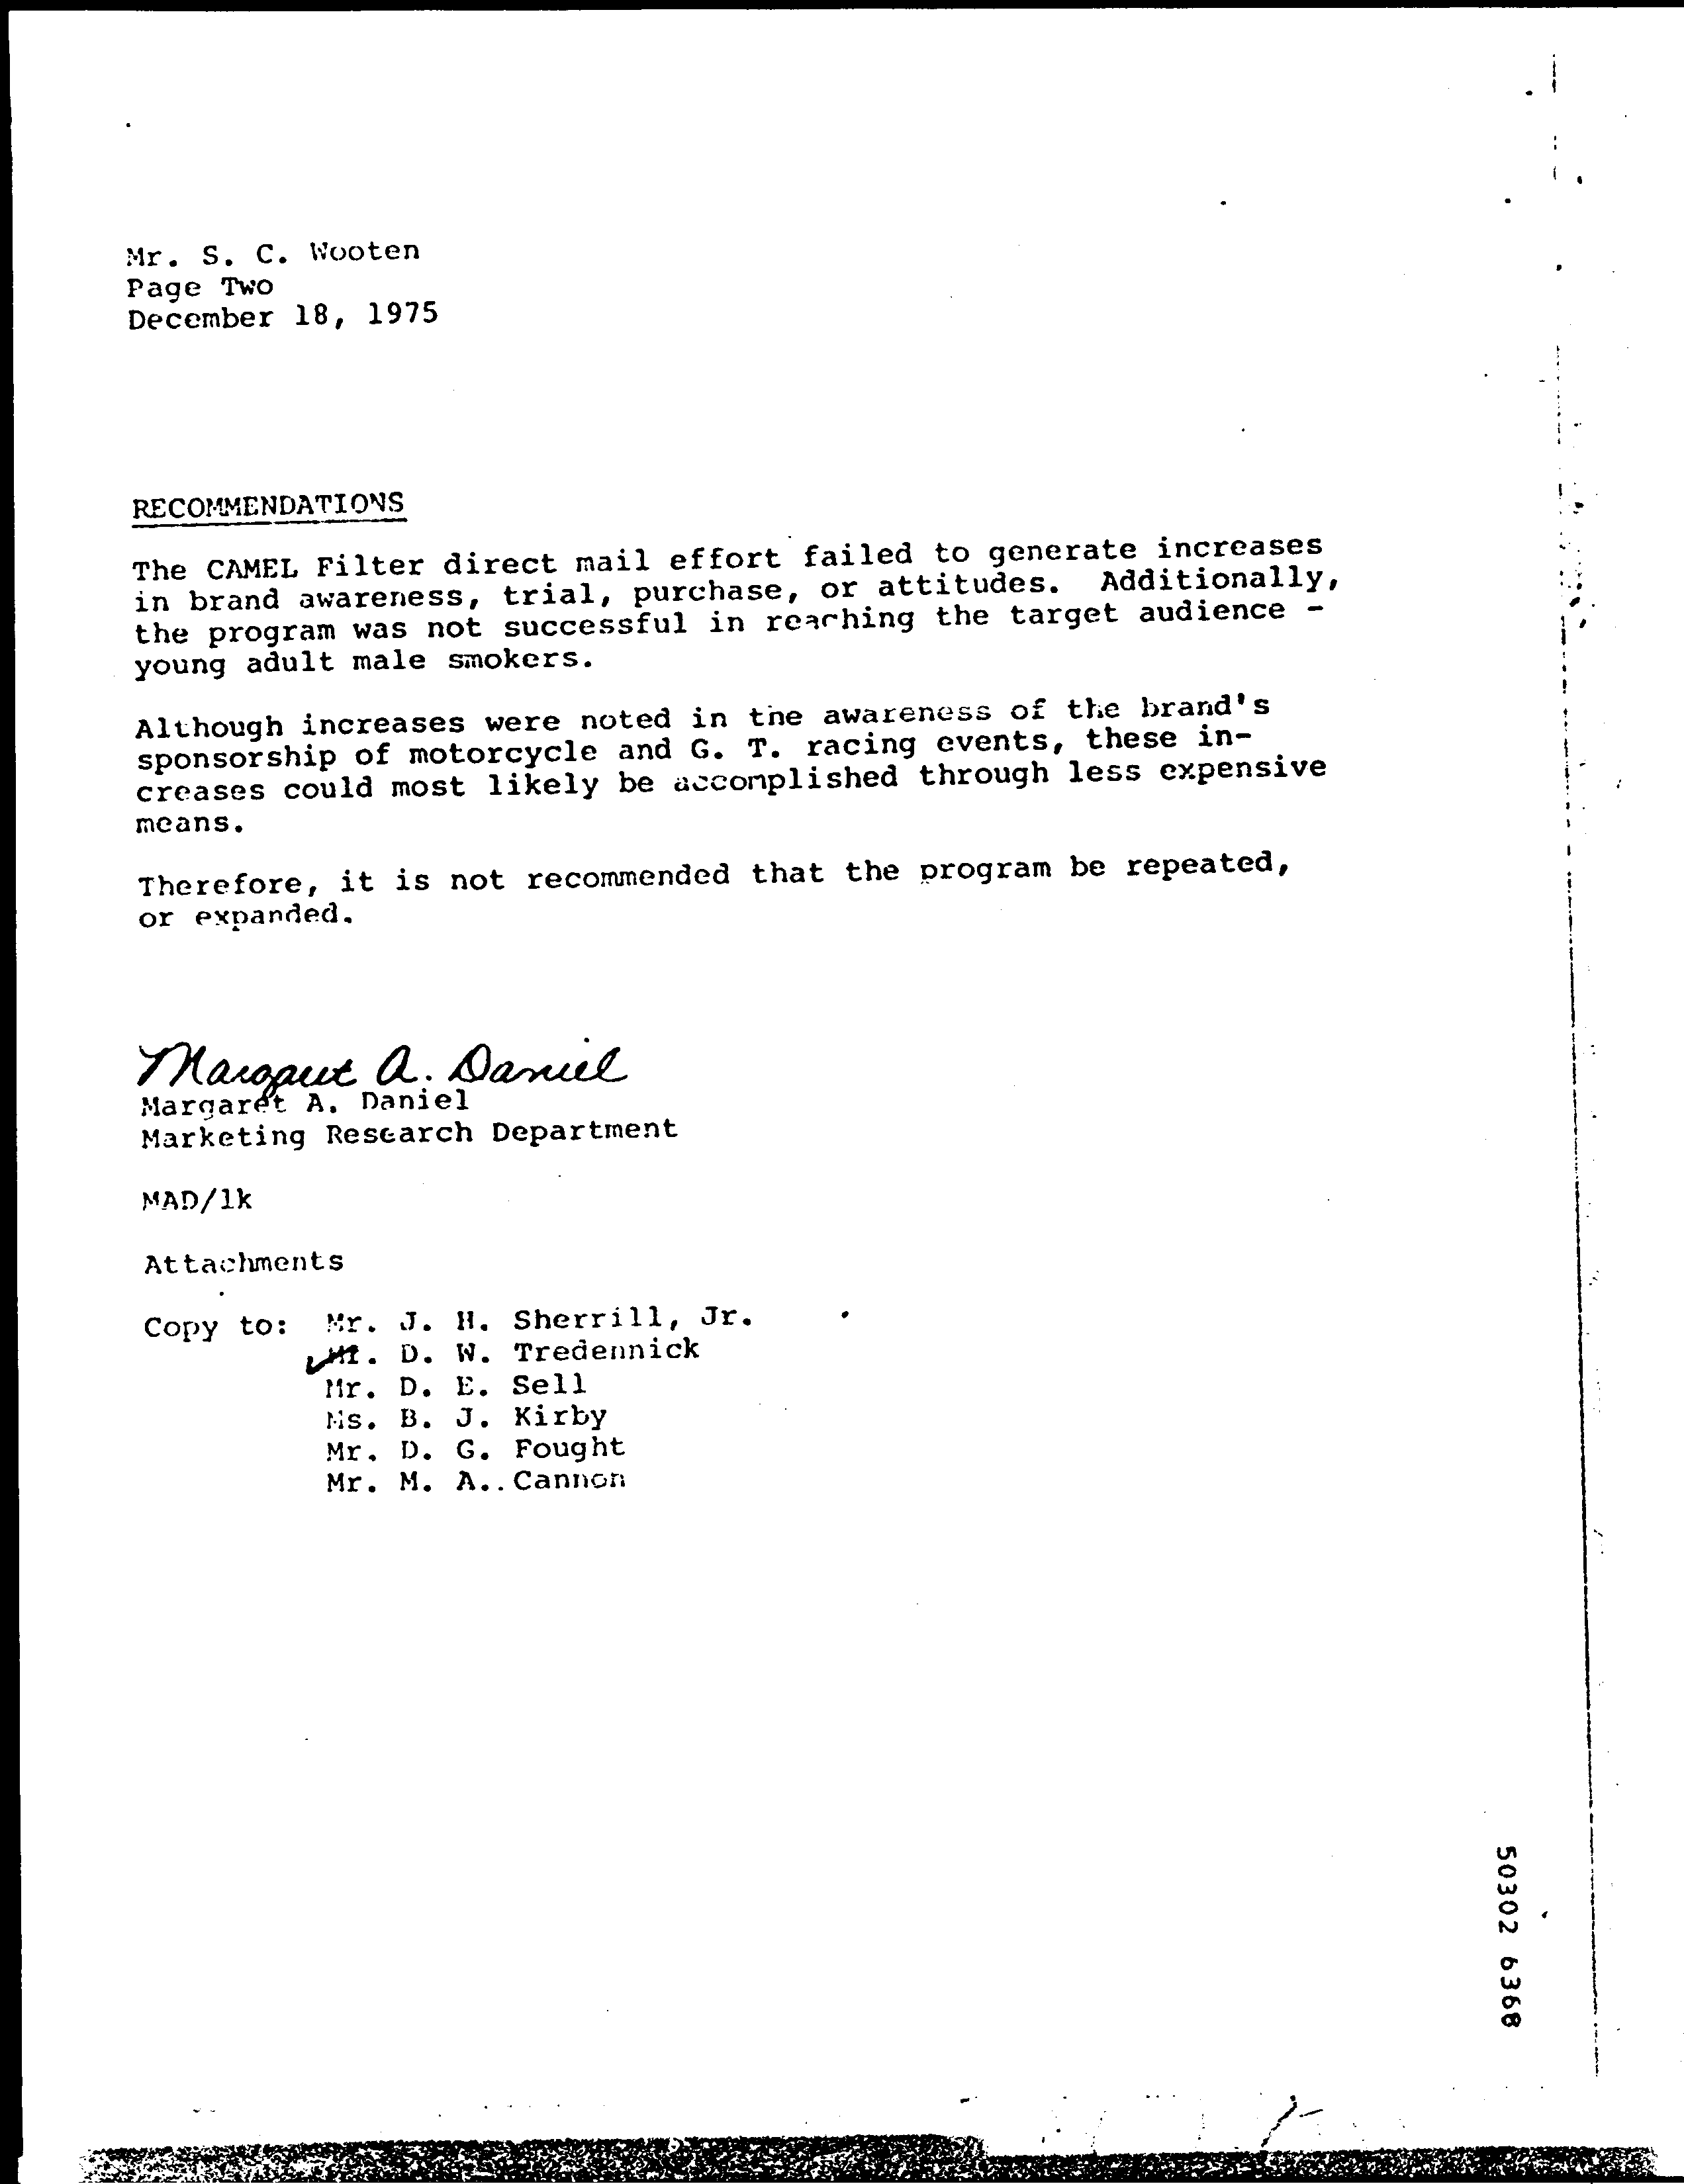 Mr. S. C. Wooten
Page Two
December 18, 1975
RECOMMENDATIONS
The CAMEL Filter direct mail effort failed to generate increases
in brand awareness, trial, purchase, or attitudes. Additionally,
the program was not successful in reaching the target audience -
young adult male smokers.
Although increases were noted in the awareness of the brand's
sponsorship of motorcycle and G. T. racing events, these in-
creases could most likely be accomplished through less expensive
means.
Therefore, it is not recommended that the program be repeated,
or expanded.
Margaret A. Daniel
Margaret A. Daniel
Marketing Research Department
MAD/lk
Attachments
Copy to: Mr. J. H. Sherrill, Jr.
Mr. D. W. Tredennick
Mr. D. E. Sell
Ms. B. J. Kirby
Mr. D. G. Fought
Mr. M. A. Cannon
50302 6368